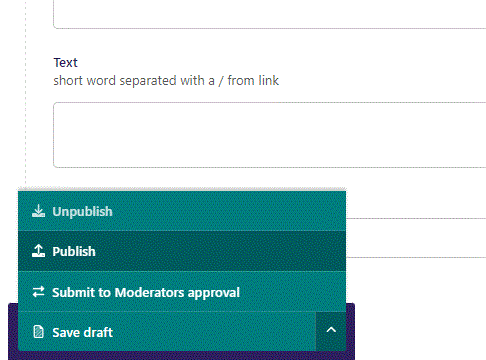 Text
short word separated with a / from link
Unpublish
Publish
Submit to Moderators approval
Save draft